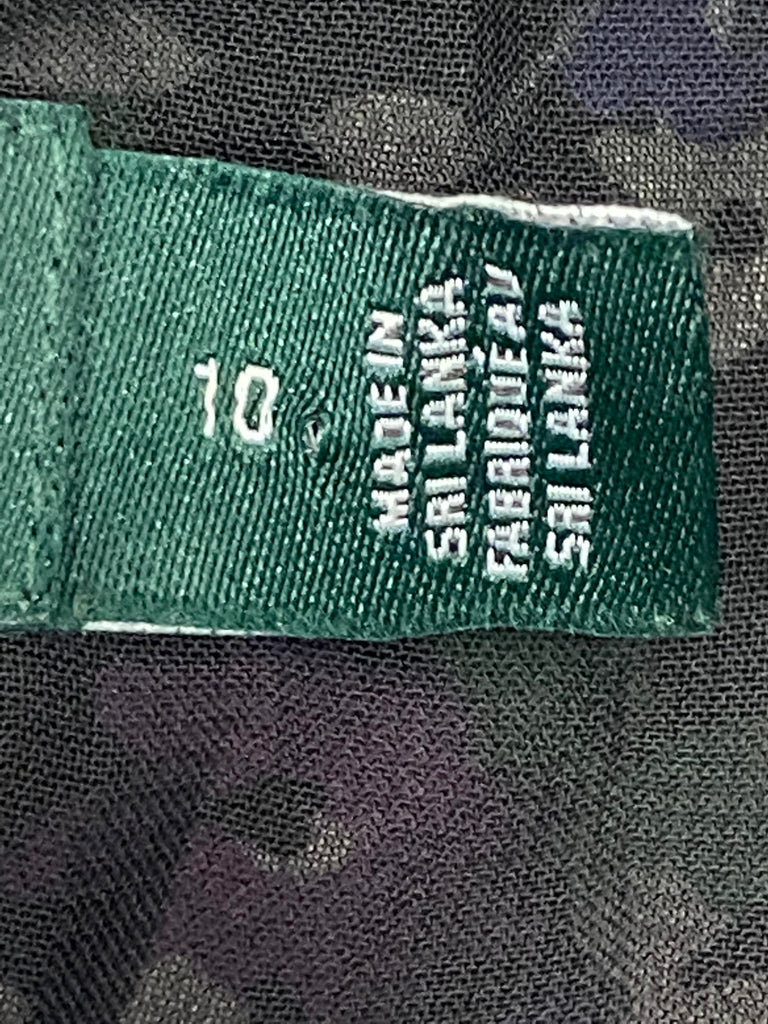 10
MADE IN
SRI LANKA
FABRIQUÉ AU
SRI LANKA